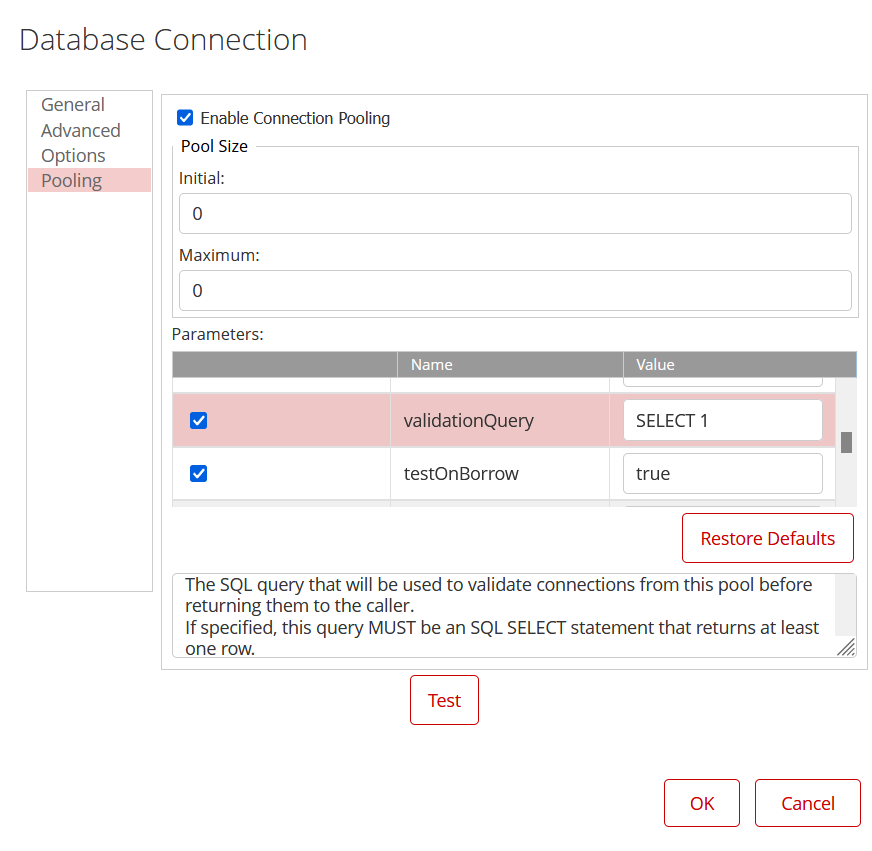 Database Connection
General
Advanced
Options
Pooling
Enable Connection Pooling
Pool Size
Initial:
0
Maximum:
0
Parameters:
Name Value
validationQuery SELECT 1
testOnBorrow true
Restore Defaults
The SQL query that will be used to validate connections from this pool before
returning them to the caller.
If specified, this query MUST be an SQL SELECT statement that returns at least
one row.
Test
OK Cancel